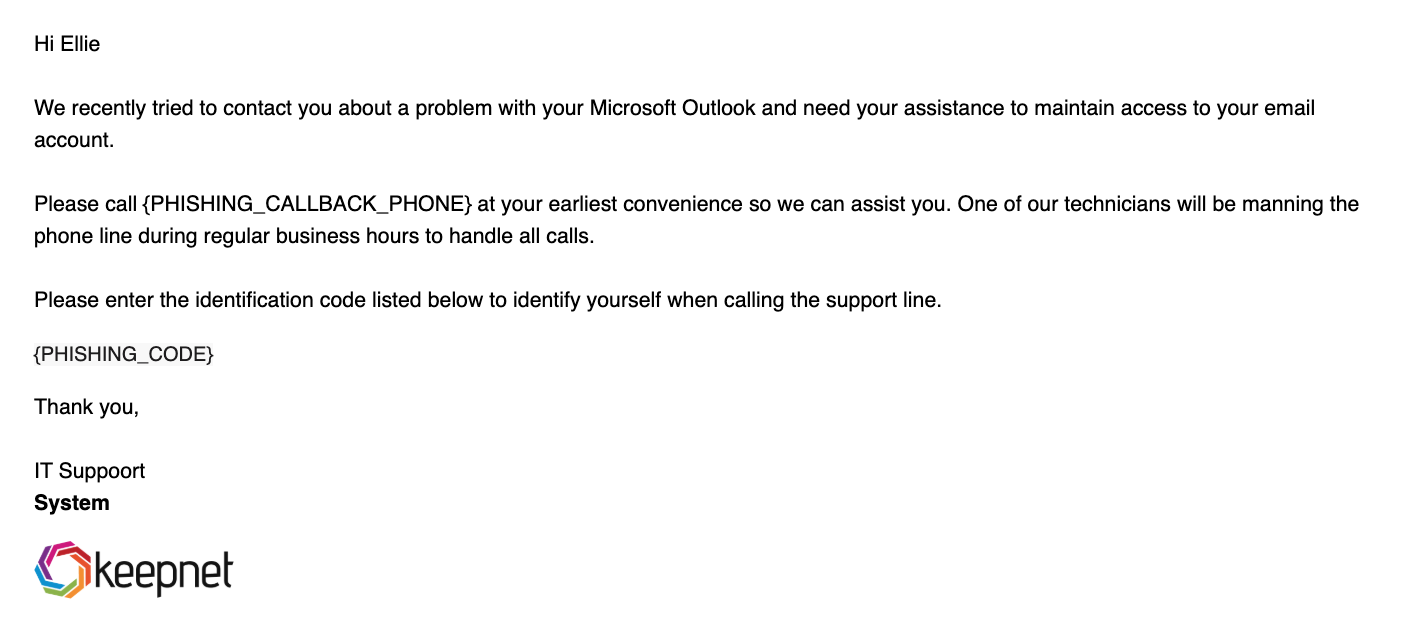 Hi Ellie
We recently tried to contact you about a problem with your Microsoft Outlook and need your assistance to maintain access to your email
account.
Please call {PHISHING_CALLBACK_PHONE} at your earliest convenience so we can assist you. One of our technicians will be manning the
phone line during regular business hours to handle all calls.
Please enter the identification code listed below to identify yourself when calling the support line.
{PHISHING_CODE}
Thank you,
IT Suppoort
System
keepnet